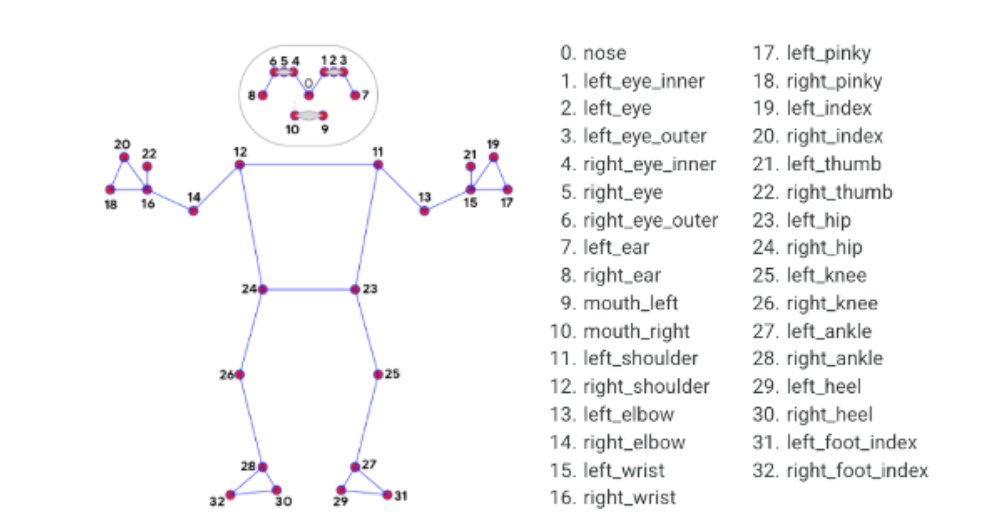 6 5 4 1 2 3
0
8 7
10 9
20 22 12 11 21 19
18 16 14 13 15 17
24 23
26 25
28 27
32 30 29 31
0. nose
1. left_eye_inner
2. left_eye
3. left_eye_outer
4. right_eye_inner
5. right_eye
6. right_eye_outer
7. left_ear
8. right_ear
9. mouth_left
10. mouth_right
11. left_shoulder
12. right_shoulder
13. left_elbow
14. right_elbow
15. left_wrist
16. right_wrist
17. left_pinky
18. right_pinky
19. left_index
20. right_index
21. left_thumb
22. right_thumb
23. left_hip
24. right_hip
25. left_knee
26. right_knee
27. left_ankle
28. right_ankle
29. left_heel
30. right_heel
31. left_foot_index
32. right_foot_index